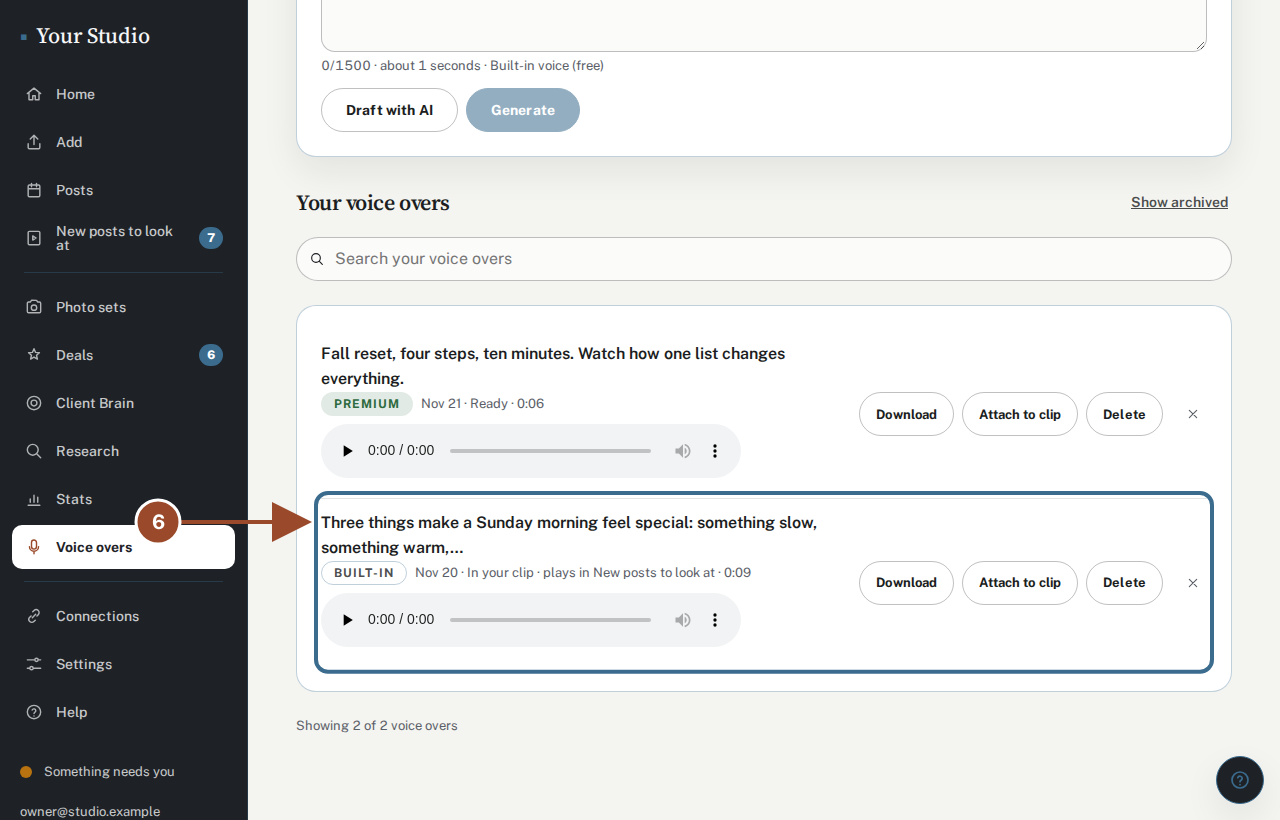 Your Studio
Home
Add
Posts
New posts to look
at
7
Photo sets
Deals
6
Client Brain
Research
Stats
6
Voice overs
Connections
Settings
Help
Something needs you
owner@studio.example
0/1500 · about 1 seconds · Built-in voice (free)
Draft with AI
Generate
Your voice overs
Show archived
Search your voice overs
Fall reset, four steps, ten minutes. Watch how one list changes
everything.
PREMIUM Nov 21 · Ready · 0:06
0:00 / 0:00
Download
Attach to clip
Delete
Three things make a Sunday morning feel special: something slow,
something warm,...
BUILT-IN Nov 20 · In your clip · plays in New posts to look at · 0:09
0:00 / 0:00
Download
Attach to clip
Delete
Showing 2 of 2 voice overs